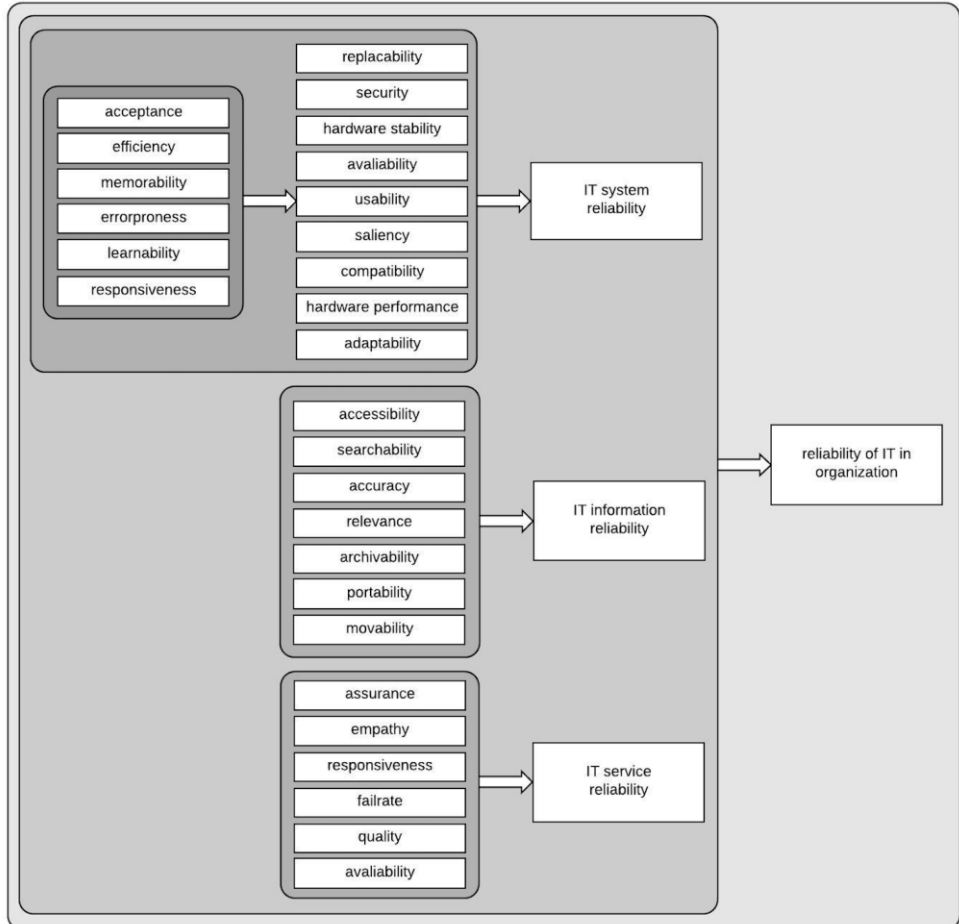 acceptance
efficiency
memorability
errorproness
learnability
responsiveness
replacability
security
hardware stability
avaliability
usability
saliency
compatibility
hardware performance
adaptability
IT system
reliability
accessibility
searchability
accuracy
relevance
archivability
portability
movability
IT information
reliability
assurance
empathy
responsiveness
failrate
quality
avaliability
IT service
reliability
reliability of IT in
organization